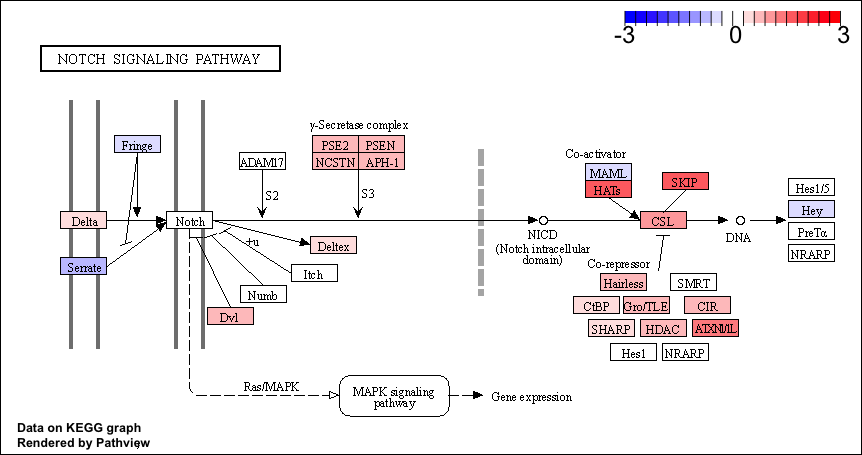 -3 0 3
NOTCH SIGNALING PATHWAY
γ-Secretase complex
Fringe
PSE2 PSEN
NCSTN APH-1
ADAM17
Co-activator
MAML
HATs
SKIP
S2
S3
Hes1/5
Delta
Notch
CSL
Hey
NICD
(Notch intracellular
domain)
DNA
PreTα
+u
Deltex
NRARP
Serrate
Itch
Co-repressor
Hairless
SMRT
Numb
CtBP
Gro/TLE
CIR
Dvl
SHARP
HDAC
ATXN1/1L
Hes1
NRARP
Ras/MAPK
MAPK signaling
pathway
Gene expression
Data on KEGG graph
Rendered by Pathview